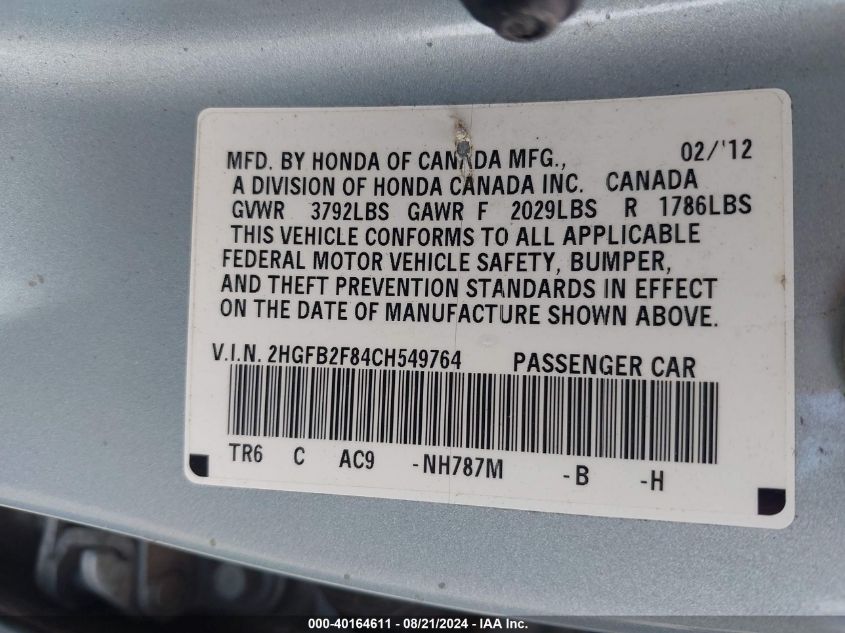 MFD. BY HONDA OF CANADA MFG., 02/'12
A DIVISION OF HONDA CANADA INC. CANADA
GVWR 3792LBS GAWR F 2029LBS R 1786LBS
THIS VEHICLE CONFORMS TO ALL APPLICABLE
FEDERAL MOTOR VEHICLE SAFETY, BUMPER,
AND THEFT PREVENTION STANDARDS IN EFFECT
ON THE DATE OF MANUFACTURE SHOWN ABOVE.
V.I.N. 2HGFB2F84CH549764 PASSENGER CAR
TR6 C AC9 -NH787M -B -H
000-40164611 - 08/21/2024 - IAA Inc.